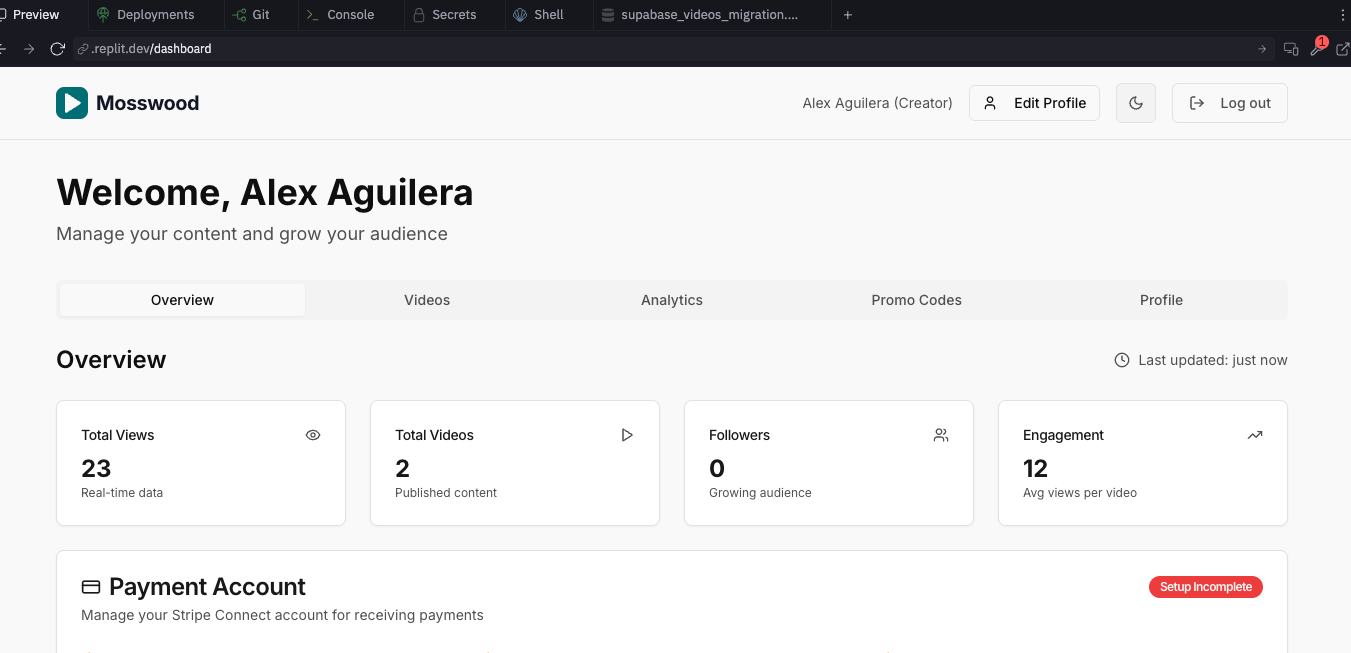 Preview Deployments Git Console Secrets Shell supabase_videos_migration....
.replit.dev/dashboard 1
Mosswood Alex Aguilera (Creator) Edit Profile Log out
Welcome, Alex Aguilera
Manage your content and grow your audience
Overview Videos Analytics Promo Codes Profile
Overview Last updated: just now
Total Views Total Videos Followers Engagement
23 2 0 12
Real-time data Published content Growing audience Avg views per video
Payment Account Setup Incomplete
Manage your Stripe Connect account for receiving payments